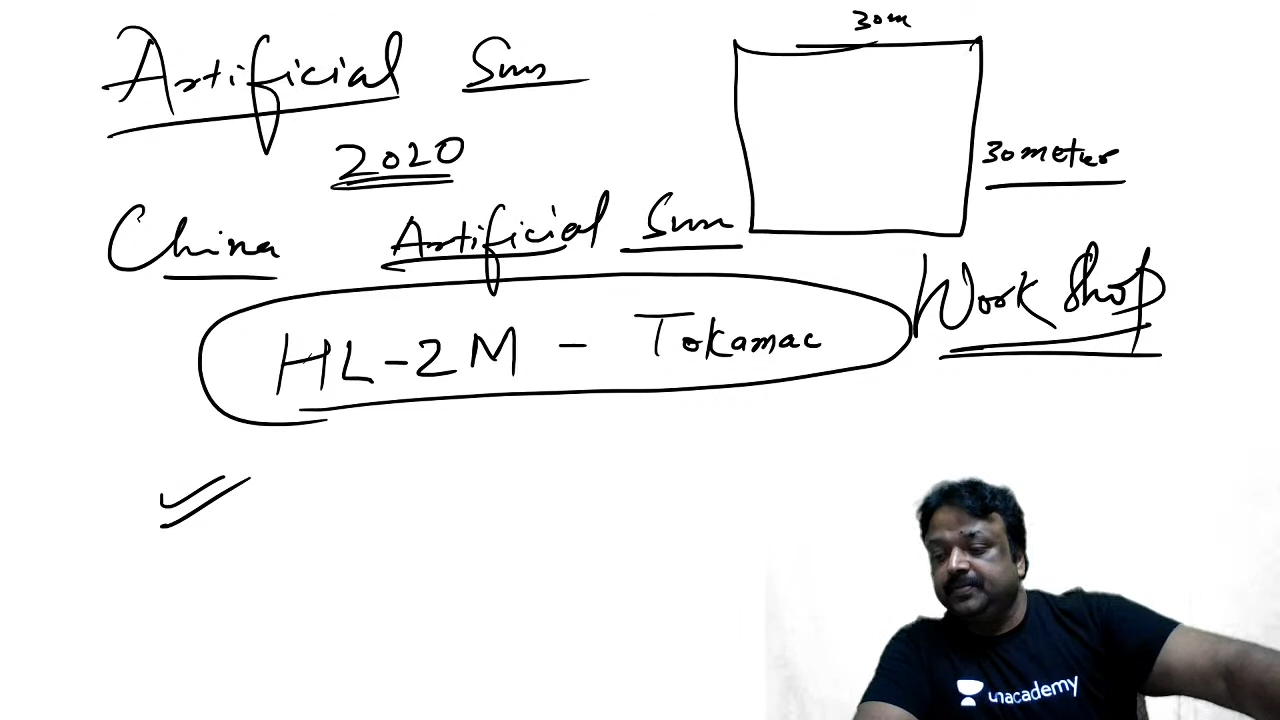 Artificial Sun
30m
2020
30meter
China Artificial Sun
Work Shop
HL-2M - Tokamac
unacademy